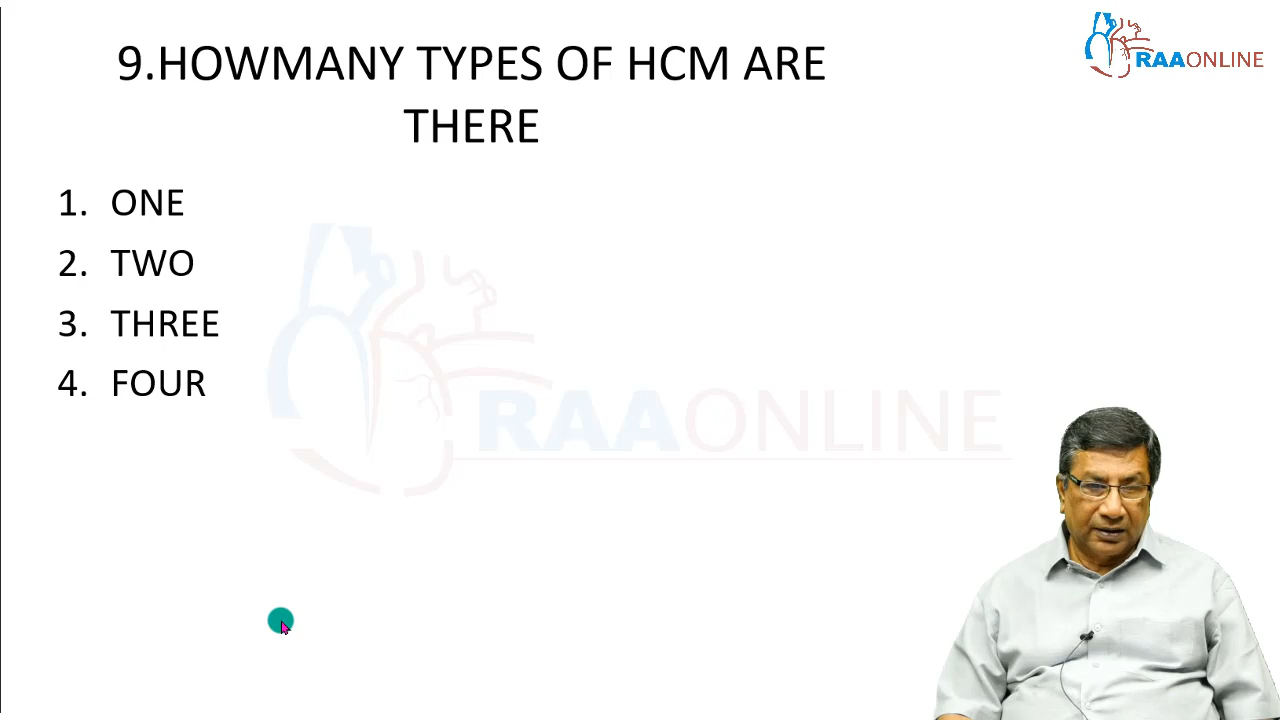 9.HOWMANY TYPES OF HCM ARE
THERE
RAAONLINE
1. ONE
2. TWO
3. THREE
4. FOUR
RAAONLINE